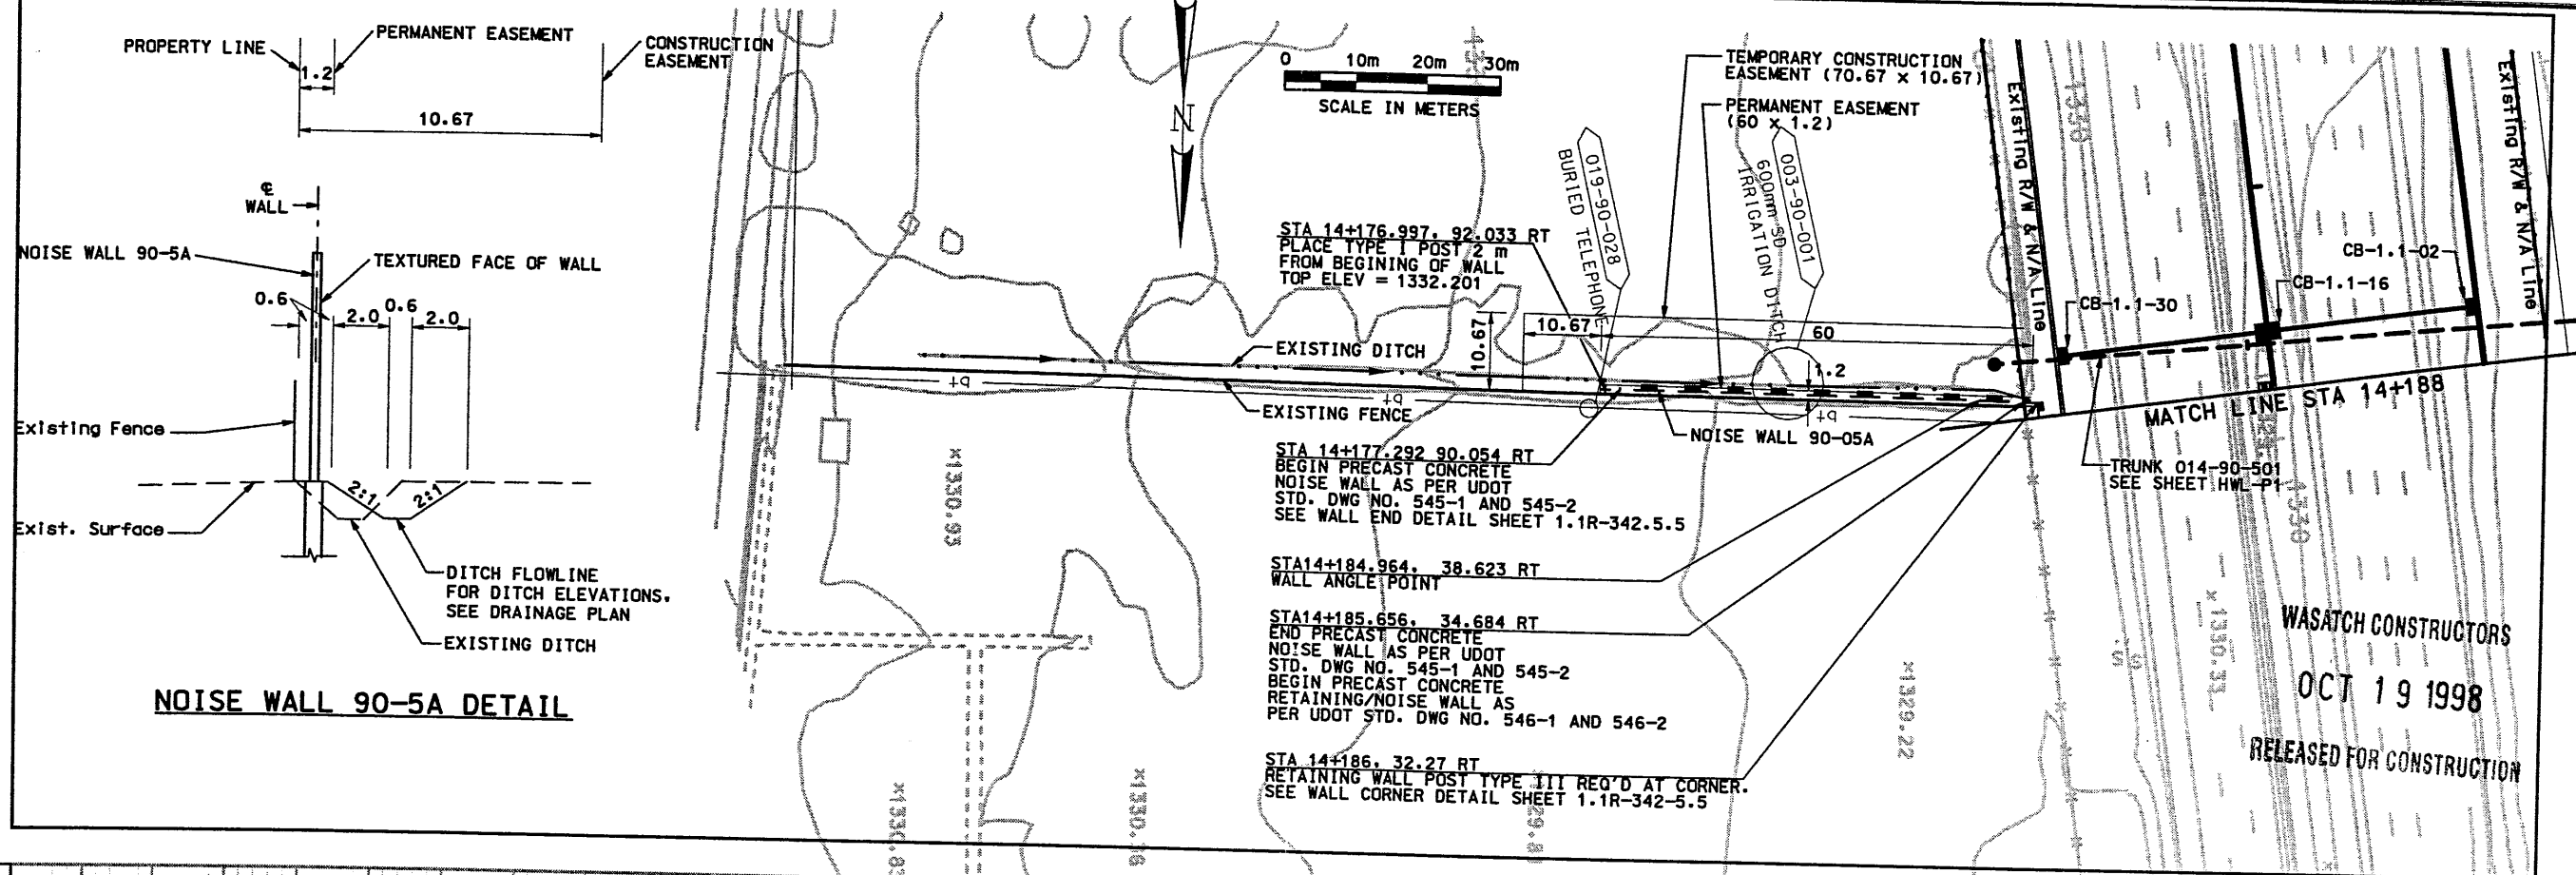 PROPERTY LINE
PERMANENT EASEMENT
CONSTRUCTION
EASEMENT
1.2
10.67
℄
WALL
NOISE WALL 90-5A
TEXTURED FACE OF WALL
0.6
2.0
0.6
2.0
Existing Fence
2:1
2:1
Exist. Surface
DITCH FLOWLINE
FOR DITCH ELEVATIONS.
SEE DRAINAGE PLAN
EXISTING DITCH
NOISE WALL 90-5A DETAIL
N
0 10m 20m 30m
SCALE IN METERS
TEMPORARY CONSTRUCTION
EASEMENT (70.67 x 10.67)
PERMANENT EASEMENT
(60 x 1.2)
019-90-028
BURIED TELEPHONE
003-90-001
600mm SD
IRRIGATION DITCH
STA 14+176.997, 92.033 RT
PLACE TYPE I POST 2 m
FROM BEGINING OF WALL
TOP ELEV = 1332.201
10.67
10.67
60
1.2
EXISTING DITCH
EXISTING FENCE
NOISE WALL 90-05A
STA 14+177.292 90.054 RT
BEGIN PRECAST CONCRETE
NOISE WALL AS PER UDOT
STD. DWG NO. 545-1 AND 545-2
SEE WALL END DETAIL SHEET 1.1R-342.5.5
STA14+184.964, 38.623 RT
WALL ANGLE POINT
STA14+185.656, 34.684 RT
END PRECAST CONCRETE
NOISE WALL AS PER UDOT
STD. DWG NO. 545-1 AND 545-2
BEGIN PRECAST CONCRETE
RETAINING/NOISE WALL AS
PER UDOT STD. DWG NO. 546-1 AND 546-2
STA 14+186, 32.27 RT
RETAINING WALL POST TYPE III REQ'D AT CORNER.
SEE WALL CORNER DETAIL SHEET 1.1R-342-5.5
Existing R/W & N/A Line
Existing R/W & N/A Line
CB-1.1-30
CB-1.1-16
CB-1.1-02
MATCH LINE STA 14+188
TRUNK 014-90-501
SEE SHEET HWL-P1
x1330.93
x1329.22
x1330.33
1330
WASATCH CONSTRUCTORS
OCT 19 1998
RELEASED FOR CONSTRUCTION